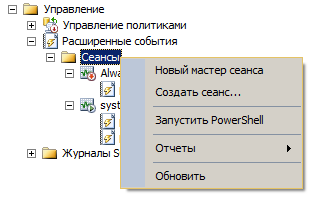 Управление
Управление политиками
Расширенные события
Сеансы
Новый мастер сеанса
Создать сеанс...
Запустить PowerShell
Отчеты
Обновить
Alwa
syst
Журналы S